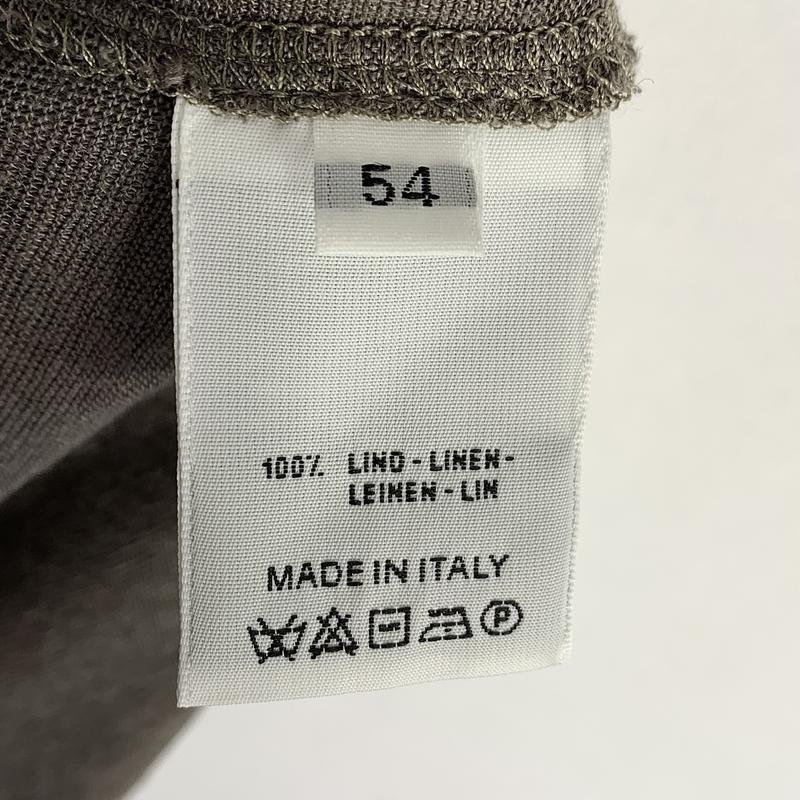 54
100% LINO - LINEN -
LEINEN - LIN
MADE IN ITALY
P